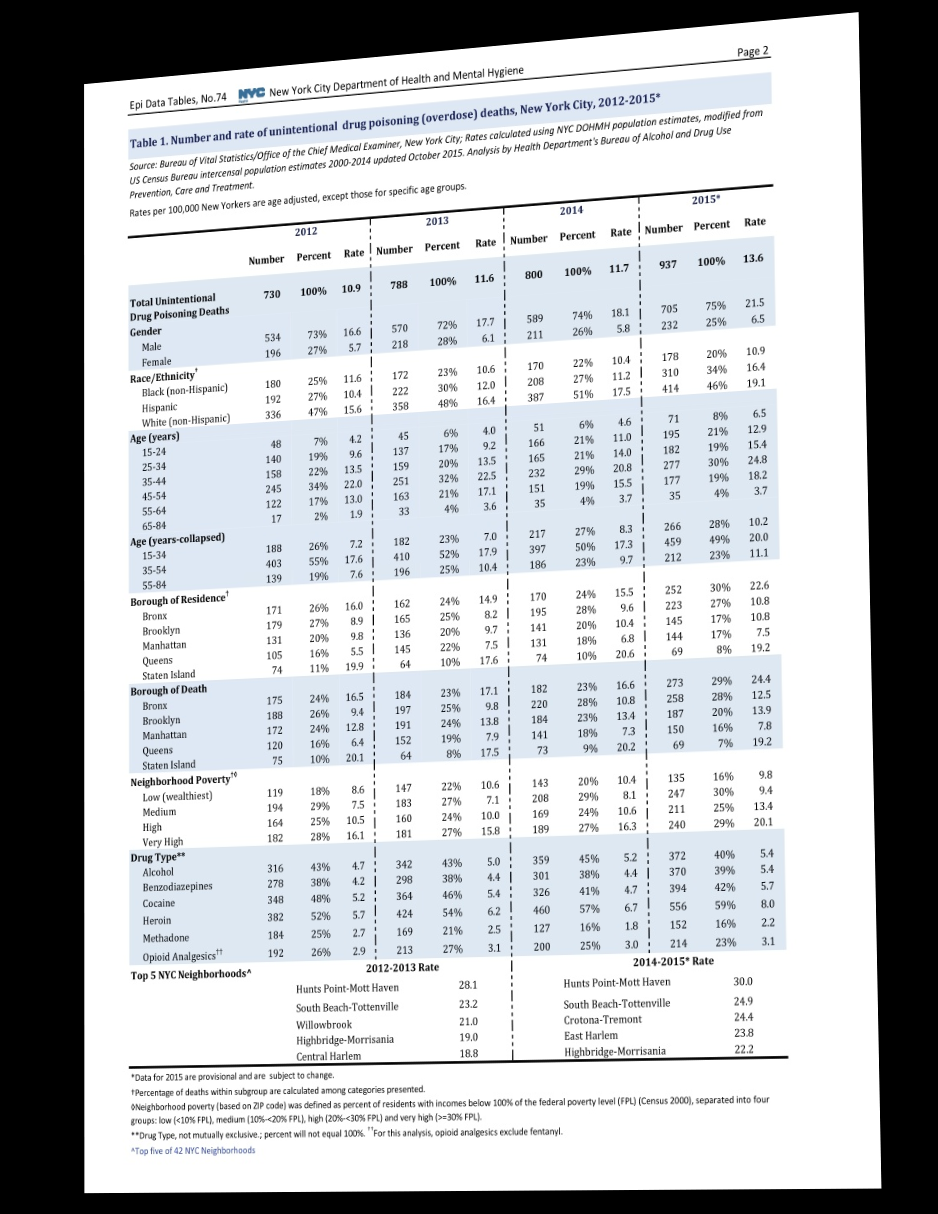 Page 2
Epi Data Tables, No.74 NYC Health New York City Department of Health and Mental Hygiene
Table 1. Number and rate of unintentional drug poisoning (overdose) deaths, New York City, 2012-2015*
Source: Bureau of Vital Statistics/Office of the Chief Medical Examiner, New York City; Rates calculated using NYC DOHMH population estimates, modified from
US Census Bureau intercensal population estimates 2000-2014 updated October 2015. Analysis by Health Department's Bureau of Alcohol and Drug Use
Prevention, Care and Treatment.
Rates per 100,000 New Yorkers are age adjusted, except those for specific age groups.
2012 2013 2014 2015*
Number Percent Rate Number Percent Rate Number Percent Rate Number Percent Rate
Total Unintentional
Drug Poisoning Deaths 730 100% 10.9 788 100% 11.6 800 100% 11.7 937 100% 13.6
Gender
Male 534 73% 16.6 570 72% 17.7 589 74% 18.1 705 75% 21.5
Female 196 27% 5.7 218 28% 6.1 211 26% 5.8 232 25% 6.5
Race/Ethnicity†
Black (non-Hispanic) 180 25% 11.6 172 23% 10.6 170 22% 10.4 178 20% 10.9
Hispanic 192 27% 10.4 222 30% 12.0 208 27% 11.2 310 34% 16.4
White (non-Hispanic) 336 47% 15.6 358 48% 16.4 387 51% 17.5 414 46% 19.1
Age (years)
15-24 48 7% 4.2 45 6% 4.0 51 6% 4.6 71 8% 6.5
25-34 140 19% 9.6 137 17% 9.2 166 21% 11.0 195 21% 12.9
35-44 158 22% 13.5 159 20% 13.5 165 21% 14.0 182 19% 15.4
45-54 245 34% 22.0 251 32% 22.5 232 29% 20.8 277 30% 24.8
55-64 122 17% 13.0 163 21% 17.1 151 19% 15.5 177 19% 18.2
65-84 17 2% 1.9 33 4% 3.6 35 4% 3.7 35 4% 3.7
Age (years-collapsed)
15-34 188 26% 7.2 182 23% 7.0 217 27% 8.3 266 28% 10.2
35-54 403 55% 17.6 410 52% 17.9 397 50% 17.3 459 49% 20.0
55-84 139 19% 7.6 196 25% 10.4 186 23% 9.7 212 23% 11.1
Borough of Residence†
Bronx 171 26% 16.0 162 24% 14.9 170 24% 15.5 252 30% 22.6
Brooklyn 179 27% 8.9 165 25% 8.2 195 28% 9.6 223 27% 10.8
Manhattan 131 20% 9.8 136 20% 9.7 141 20% 10.4 145 17% 10.8
Queens 105 16% 5.5 145 22% 7.5 131 18% 6.8 144 17% 7.5
Staten Island 74 11% 19.9 64 10% 17.6 74 10% 20.6 69 8% 19.2
Borough of Death
Bronx 175 24% 16.5 184 23% 17.1 182 23% 16.6 273 29% 24.4
Brooklyn 188 26% 9.4 197 25% 9.8 220 28% 10.8 258 28% 12.5
Manhattan 172 24% 12.8 191 24% 13.8 184 23% 13.4 187 20% 13.9
Queens 120 16% 6.4 152 19% 7.9 141 18% 7.3 150 16% 7.8
Staten Island 75 10% 20.1 64 8% 17.5 73 9% 20.2 69 7% 19.2
Neighborhood Poverty†◊
Low (wealthiest) 119 18% 8.6 147 22% 10.6 143 20% 10.4 135 16% 9.8
Medium 194 29% 7.5 183 27% 7.1 208 29% 8.1 247 30% 9.4
High 164 25% 10.5 160 24% 10.0 169 24% 10.6 211 25% 13.4
Very High 182 28% 16.1 181 27% 15.8 189 27% 16.3 240 29% 20.1
Drug Type**
Alcohol 316 43% 4.7 342 43% 5.0 359 45% 5.2 372 40% 5.4
Benzodiazepines 278 38% 4.2 298 38% 4.4 301 38% 4.4 370 39% 5.4
Cocaine 348 48% 5.2 364 46% 5.4 326 41% 4.7 394 42% 5.7
Heroin 382 52% 5.7 424 54% 6.2 460 57% 6.7 556 59% 8.0
Methadone 184 25% 2.7 169 21% 2.5 127 16% 1.8 152 16% 2.2
Opioid Analgesics†† 192 26% 2.9 213 27% 3.1 200 25% 3.0 214 23% 3.1
Top 5 NYC Neighborhoods^ 2012-2013 Rate 2014-2015* Rate
Hunts Point-Mott Haven 28.1 Hunts Point-Mott Haven 30.0
South Beach-Tottenville 23.2 South Beach-Tottenville 24.9
Willowbrook 21.0 Crotona-Tremont 24.4
Highbridge-Morrisania 19.0 East Harlem 23.8
Central Harlem 18.8 Highbridge-Morrisania 22.2
*Data for 2015 are provisional and are subject to change.
†Percentage of deaths within subgroup are calculated among categories presented.
◊Neighborhood poverty (based on ZIP code) was defined as percent of residents with incomes below 100% of the federal poverty level (FPL) (Census 2000), separated into four
groups: low (<10% FPL), medium (10%-<20% FPL), high (20%-<30% FPL) and very high (>=30% FPL).
**Drug Type, not mutually exclusive.; percent will not equal 100%. ††For this analysis, opioid analgesics exclude fentanyl.
^Top five of 42 NYC Neighborhoods